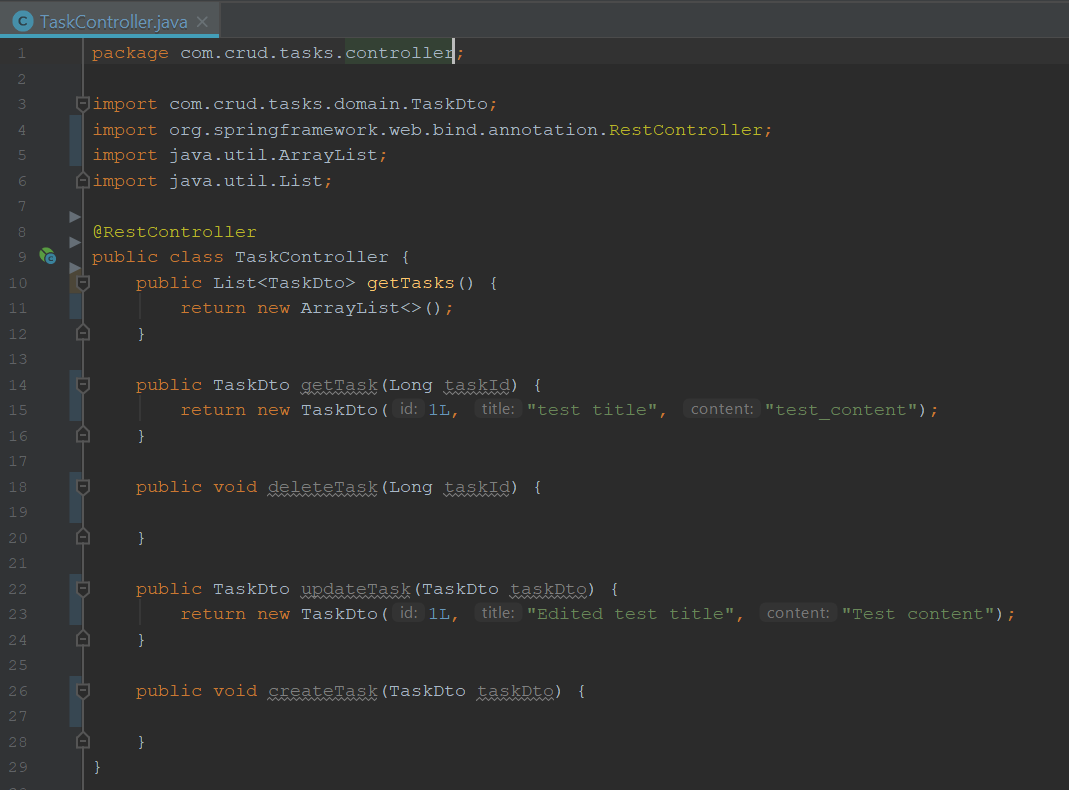 C TaskController.java ×
1 package com.crud.tasks.controller;
2
3 import com.crud.tasks.domain.TaskDto;
4 import org.springframework.web.bind.annotation.RestController;
5 import java.util.ArrayList;
6 import java.util.List;
7
8 @RestController
9 public class TaskController {
10     public List<TaskDto> getTasks() {
11         return new ArrayList<>();
12     }
13
14     public TaskDto getTask(Long taskId) {
15         return new TaskDto( id: 1L, title: "test title", content: "test_content");
16     }
17
18     public void deleteTask(Long taskId) {
19
20     }
21
22     public TaskDto updateTask(TaskDto taskDto) {
23         return new TaskDto( id: 1L, title: "Edited test title", content: "Test content");
24     }
25
26     public void createTask(TaskDto taskDto) {
27
28     }
29 }